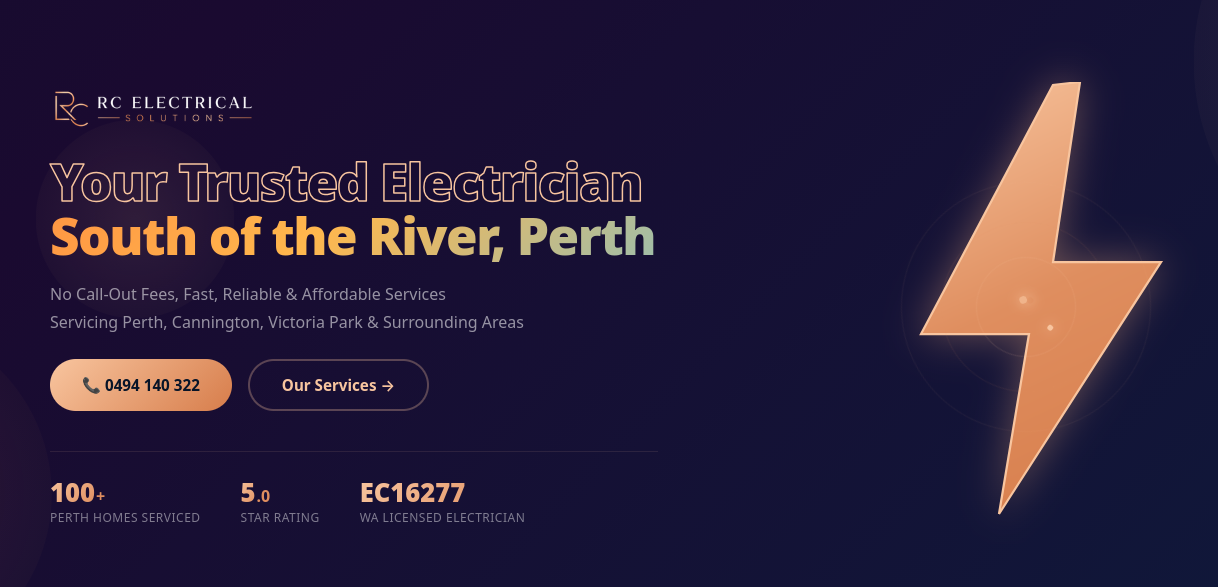 RC ELECTRICAL
SOLUTIONS
Your Trusted Electrician
South of the River, Perth
No Call-Out Fees, Fast, Reliable & Affordable Services
Servicing Perth, Cannington, Victoria Park & Surrounding Areas
📞 0494 140 322
Our Services →
100+
PERTH HOMES SERVICED
5.0
STAR RATING
EC16277
WA LICENSED ELECTRICIAN